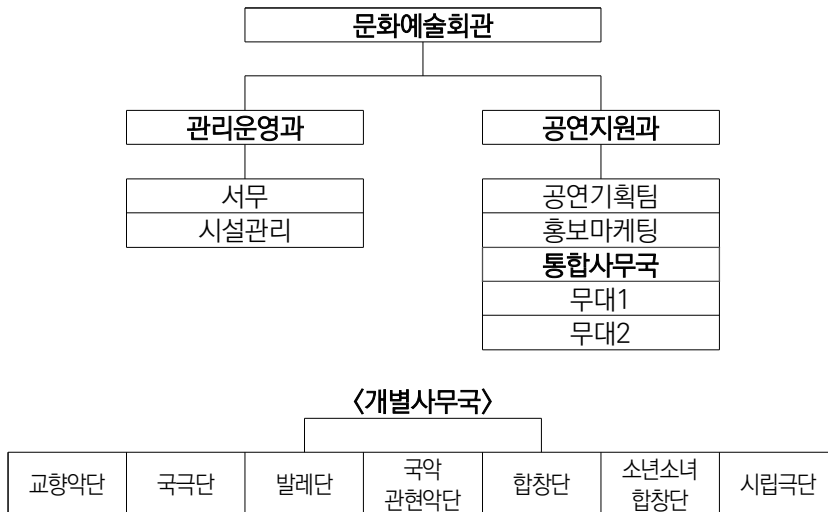 문화예술회관
관리운영과
공연지원과
서무
시설관리
공연기획팀
홍보마케팅
통합사무국
무대1
무대2
〈개별사무국〉
교향악단
국극단
발레단
국악
관현악단
합창단
소년소녀
합창단
시립극단